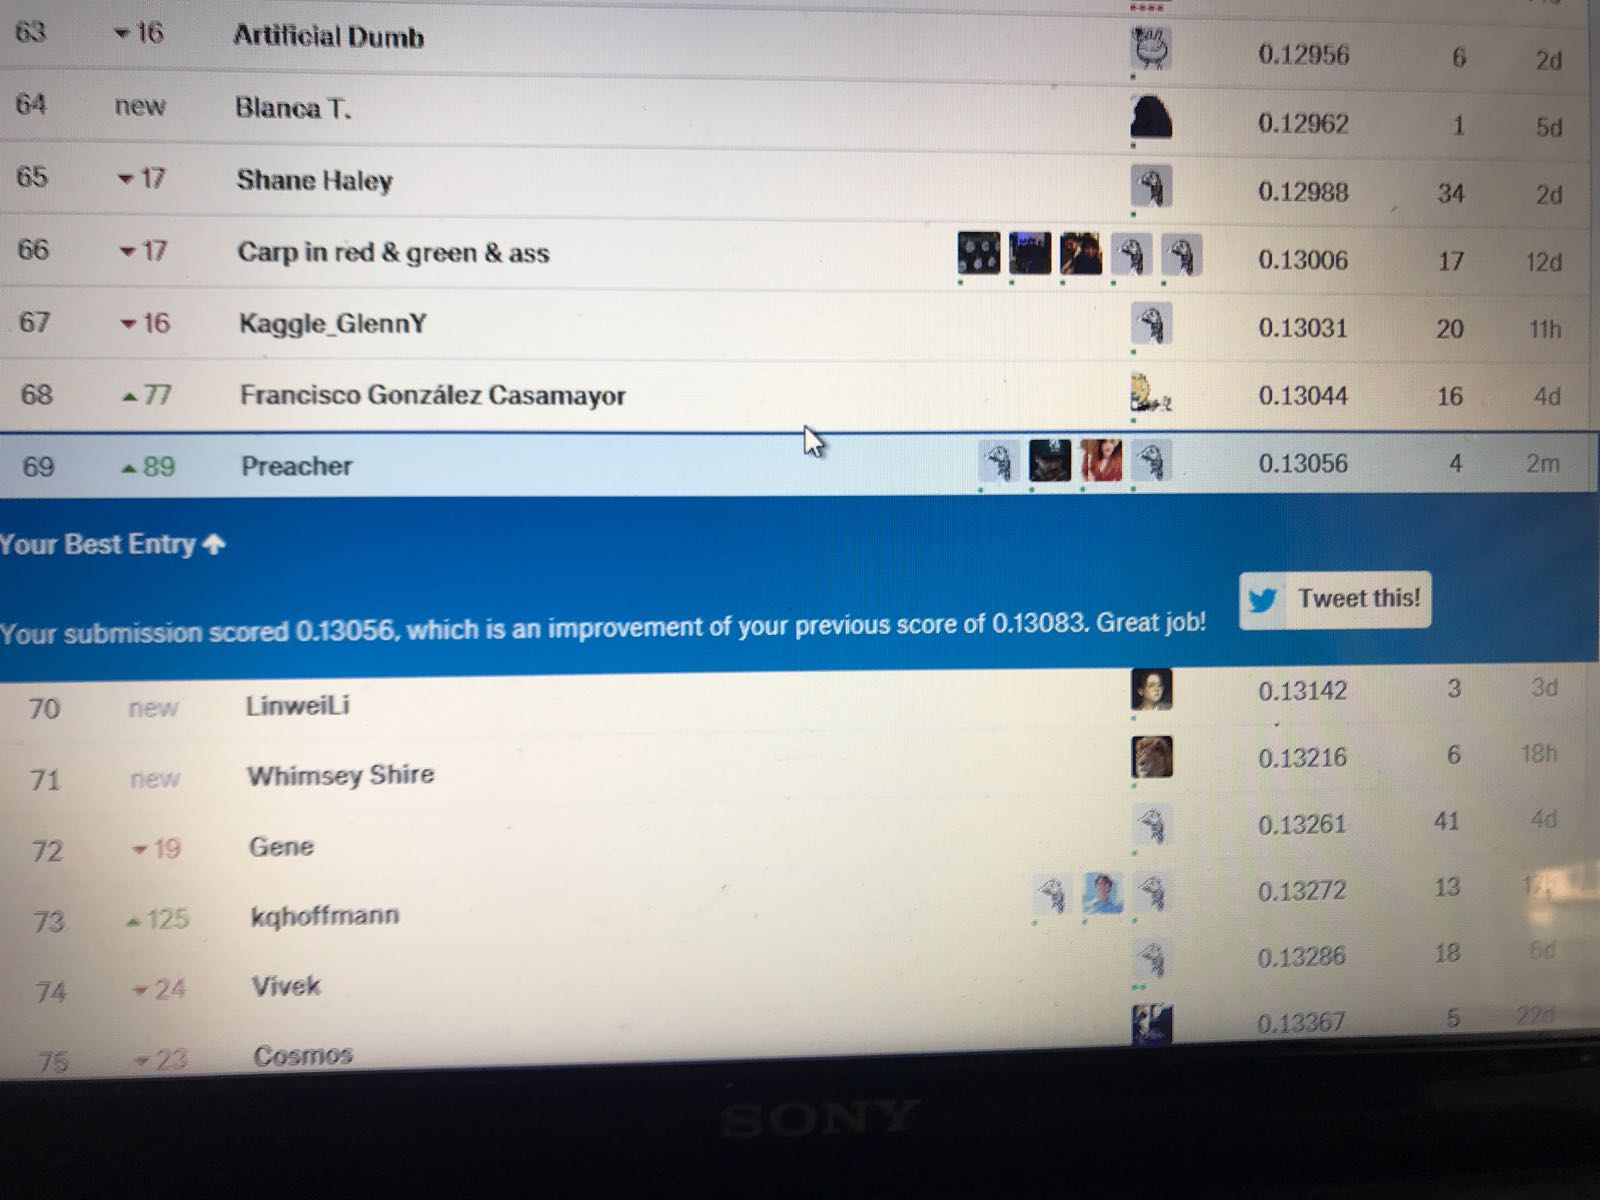 63 16 Artificial Dumb 0.12956 6 2d
64 new Blanca T. 0.12962 1 5d
65 17 Shane Haley 0.12988 34 2d
66 17 Carp in red & green & ass 0.13006 17 12d
67 16 Kaggle_GlennY 0.13031 20 11h
68 77 Francisco González Casamayor 0.13044 16 4d
69 89 Preacher 0.13056 4 2m
Your Best Entry
Your submission scored 0.13056, which is an improvement of your previous score of 0.13083. Great job!
Tweet this!
70 new LinweiLi 0.13142 3 3d
71 new Whimsey Shire 0.13216 6 18h
72 19 Gene 0.13261 41 4d
73 125 kqhoffmann 0.13272 13
74 24 Vivek 0.13286 18 6d
75 23 Cosmos 0.13367 5 22d
SONY